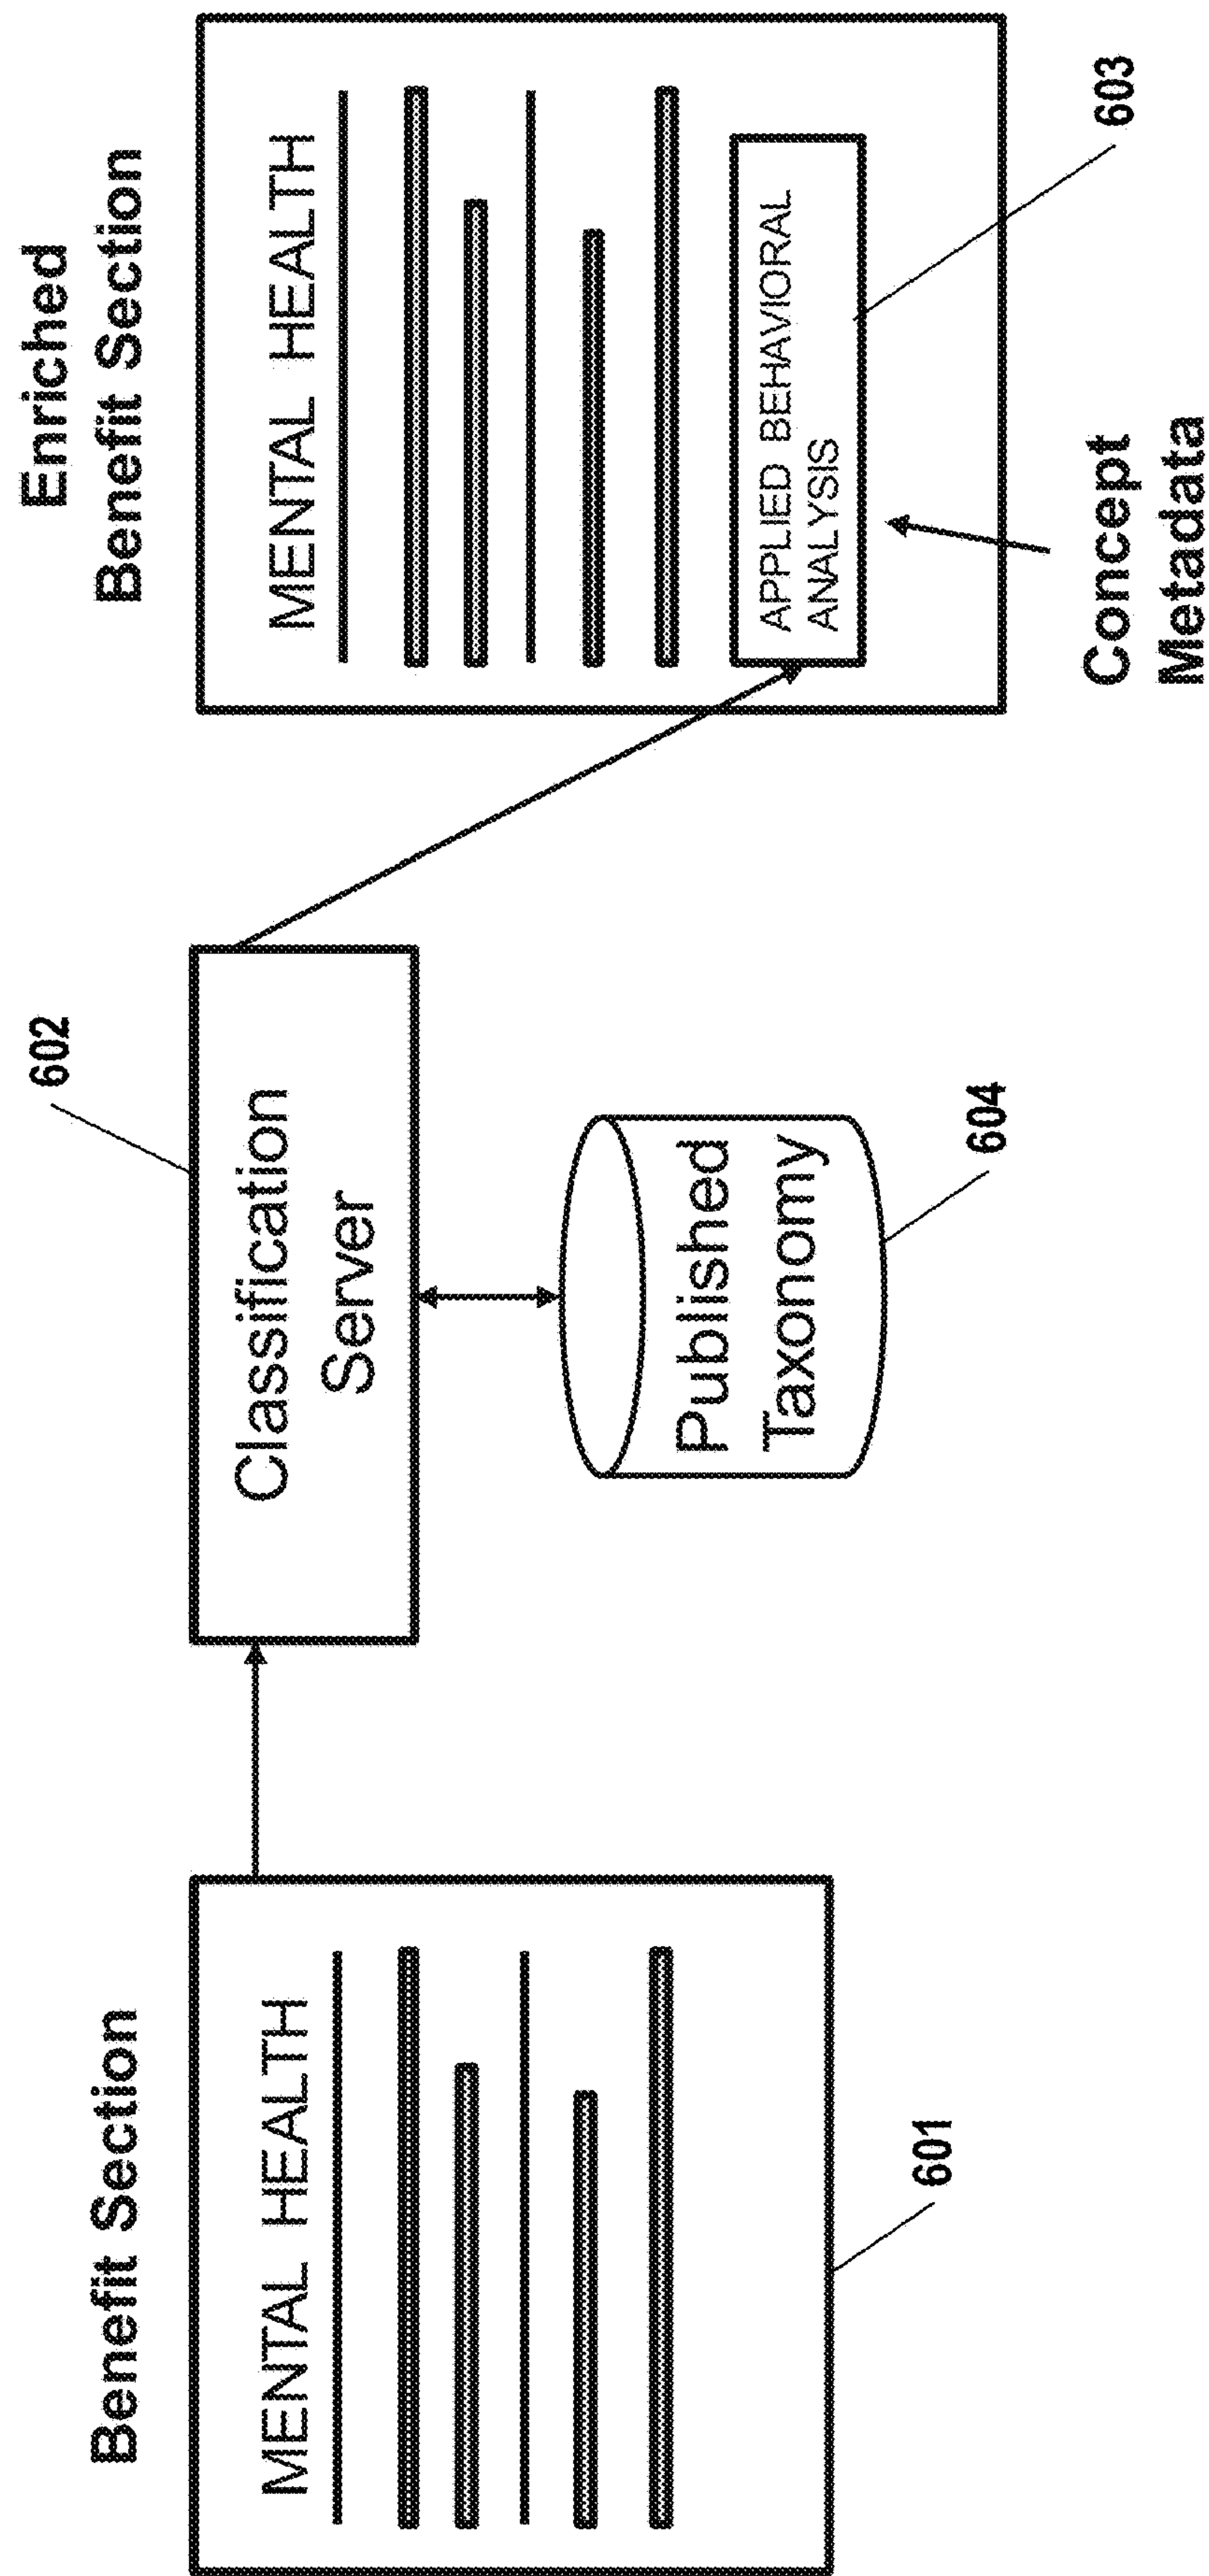 Benefit Section
MENTAL HEALTH
601
602
Classification
Server
Published
Taxonomy
604
Enriched
Benefit Section
MENTAL HEALTH
APPLIED BEHAVIORAL
ANALYSIS
603
Concept
Metadata